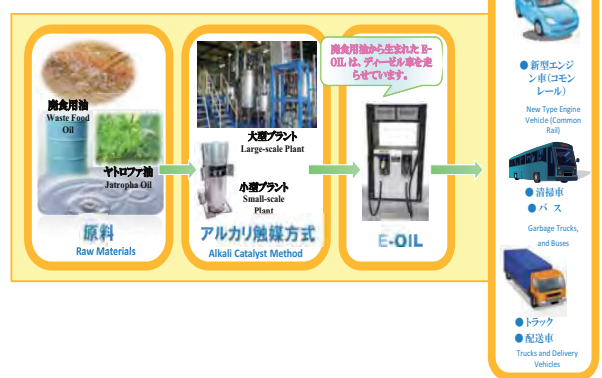 廃食用油
Waste Food
Oil
ヤトロファ油
Jatropha Oil
原料
Raw Materials
大型プラント
Large-scale Plant
小型プラント
Small-scale
Plant
アルカリ触媒方式
Alkali Catalyst Method
廃食用油から生まれた E-
OIL は、ディーゼル車を走
らせています。
E-OIL
●新型エンジ
ン車(コモン
レール)
New Type Engine
Vehicle (Common
Rail)
●清掃車
●バ ス
Garbage Trucks,
and Buses
●トラック
●配送車
Trucks and Delivery
Vehicles